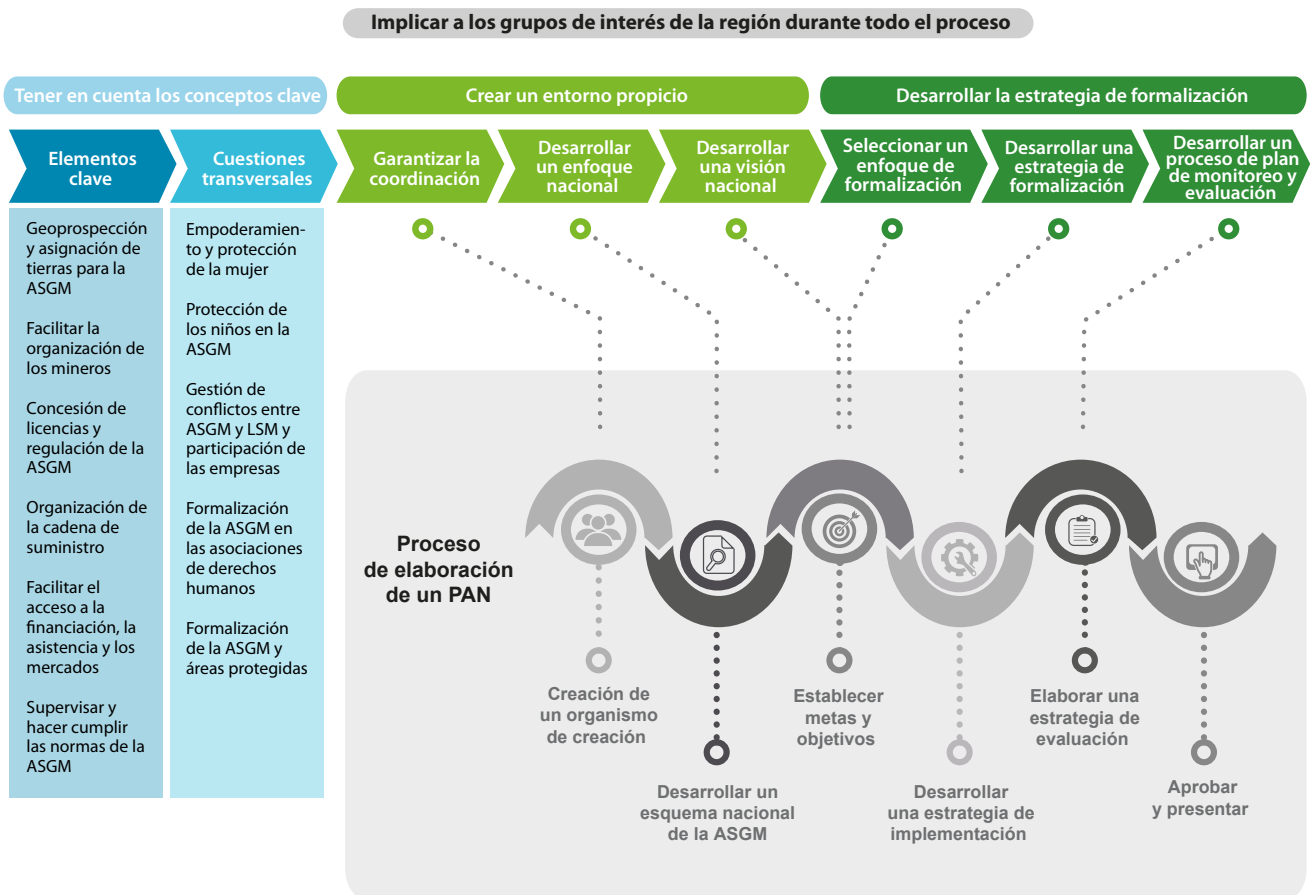 Implicar a los grupos de interés de la región durante todo el proceso
Tener en cuenta los conceptos clave
Crear un entorno propicio
Desarrollar la estrategia de formalización
Elementos
clave
Cuestiones
transversales
Garantizar la
coordinación
Desarrollar
un enfoque
nacional
Desarrollar
una visión
nacional
Seleccionar un
enfoque de
formalización
Desarrollar una
estrategia de
formalización
Desarrollar un
proceso de plan
de monitoreo y
evaluación
Geoprospección
y asignación de
tierras para la
ASGM
Facilitar la
organización de
los mineros
Concesión de
licencias y
regulación de la
ASGM
Organización de
la cadena de
suministro
Facilitar el
acceso a la
financiación, la
asistencia y los
mercados
Supervisar y
hacer cumplir
las normas de la
ASGM
Empoderamien-
to y protección
de la mujer
Protección de
los niños en la
ASGM
Gestión de
conflictos entre
ASGM y LSM y
participación de
las empresas
Formalización
de la ASGM en
las asociaciones
de derechos
humanos
Formalización
de la ASGM y
áreas protegidas
Proceso
de elaboración
de un PAN
Creación de
un organismo
de creación
Desarrollar un
esquema nacional
de la ASGM
Establecer
metas y
objetivos
Desarrollar
una estrategia de
implementación
Elaborar una
estrategia de
evaluación
Aprobar
y presentar